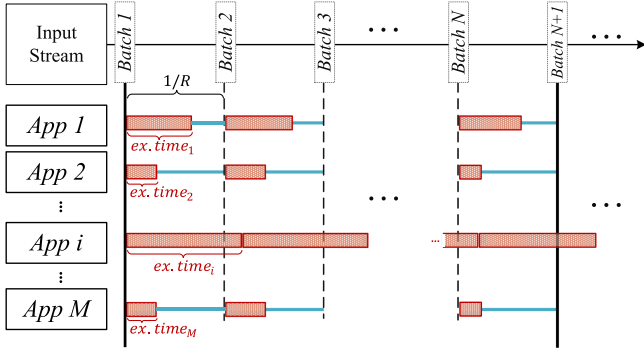 Input
Stream
Batch 1
Batch 2
Batch 3
...
Batch N
Batch N+1
...
1/R
App 1
ex.time₁
App 2
ex.time₂
⋮
...
...
App i
...
ex.timeᵢ
⋮
App M
ex.time_M